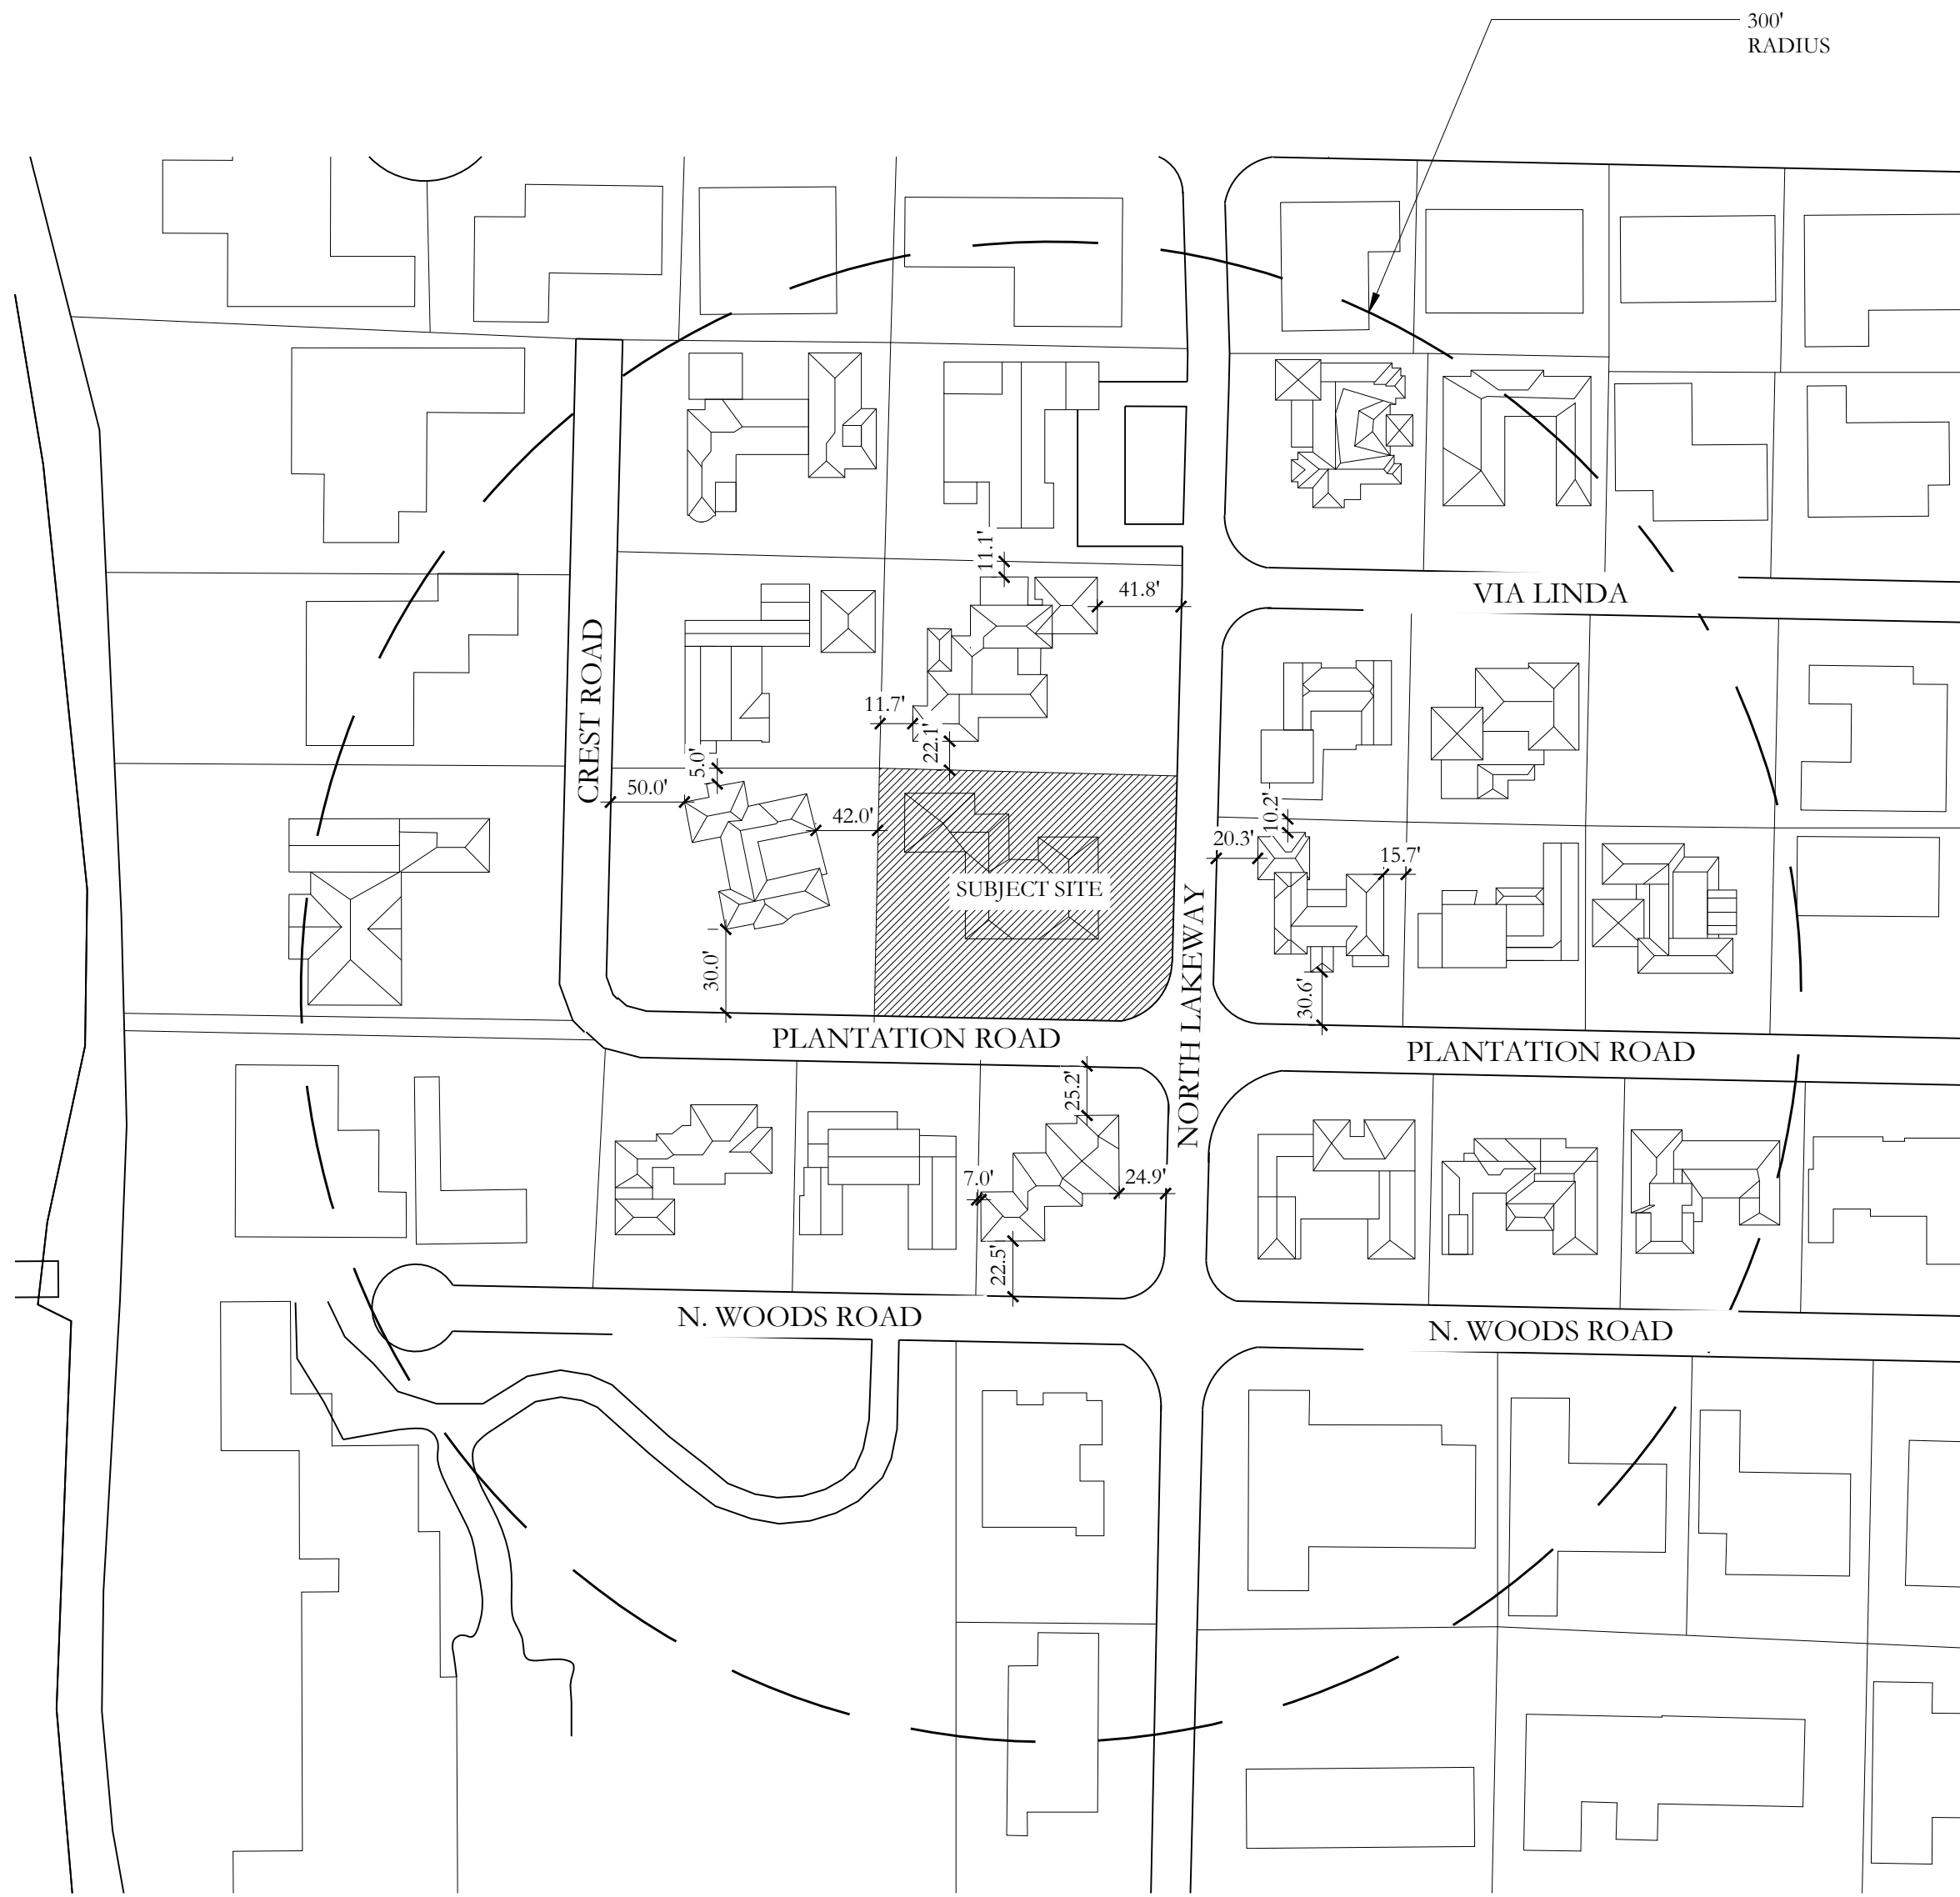 300'
RADIUS
11.1'
41.8'
VIA LINDA
CREST ROAD
11.7'
22.1'
5.0'
50.0'
42.0'
10.2'
20.3'
15.7'
SUBJECT SITE
30.0'
30.6'
NORTH LAKEWAY
PLANTATION ROAD
PLANTATION ROAD
25.2'
7.0'
24.9'
22.5'
N. WOODS ROAD
N. WOODS ROAD